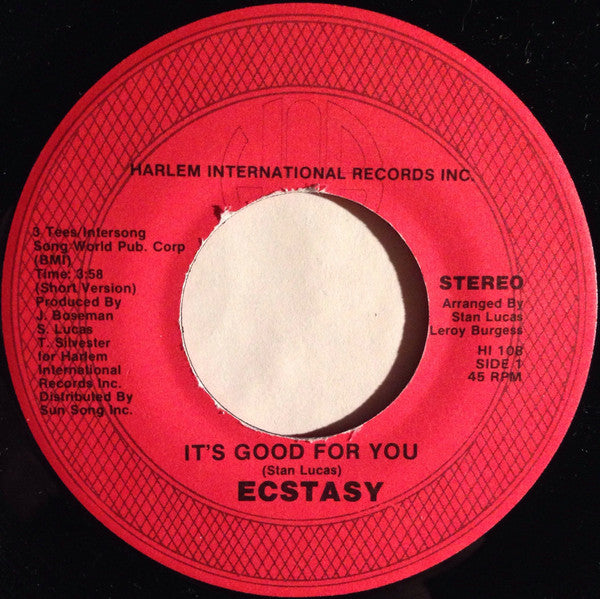 HARLEM INTERNATIONAL RECORDS INC.
3 Tees/Intersong
Song World Pub. Corp
(BMI)
Time: 3:58
(Short Version)
Produced By
J. Boseman
S. Lucas
T. Silvester
for Harlem
International
Records Inc.
Distributed By
Sun Song Inc.
STEREO
Arranged By
Stan Lucas
Leroy Burgess
HI 108
SIDE 1
45 RPM
IT'S GOOD FOR YOU
(Stan Lucas)
ECSTASY